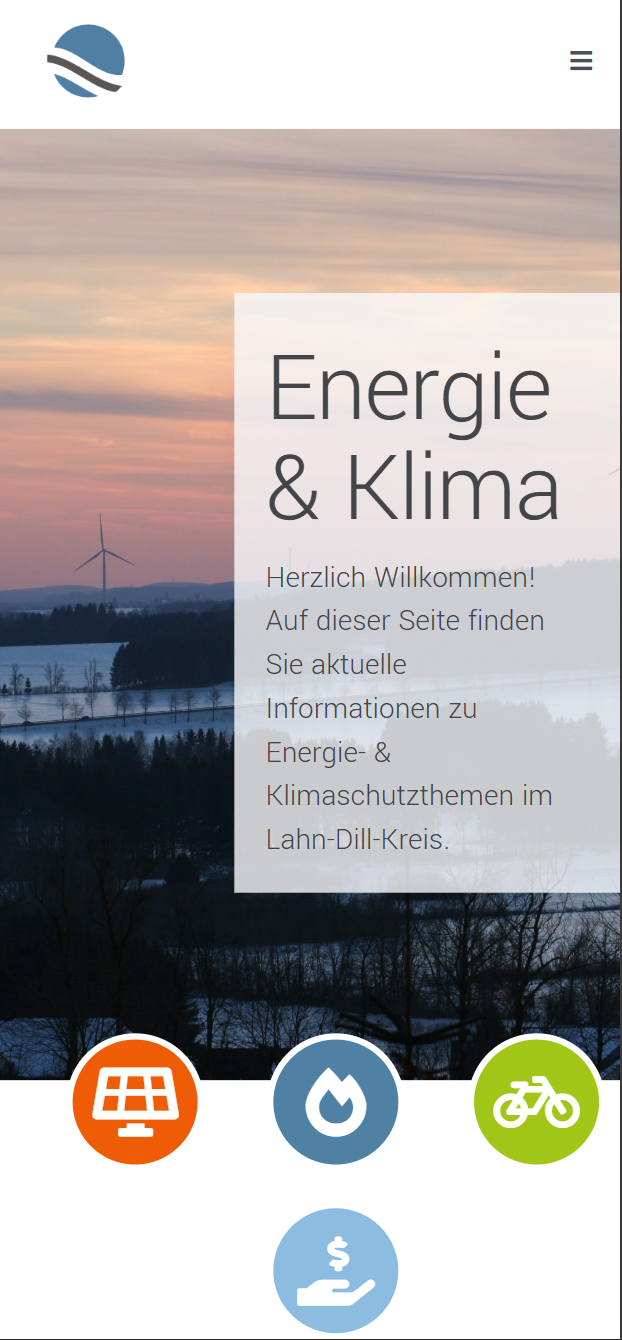 Energie
& Klima
Herzlich Willkommen!
Auf dieser Seite finden
Sie aktuelle
Informationen zu
Energie- &
Klimaschutzthemen im
Lahn-Dill-Kreis.
$